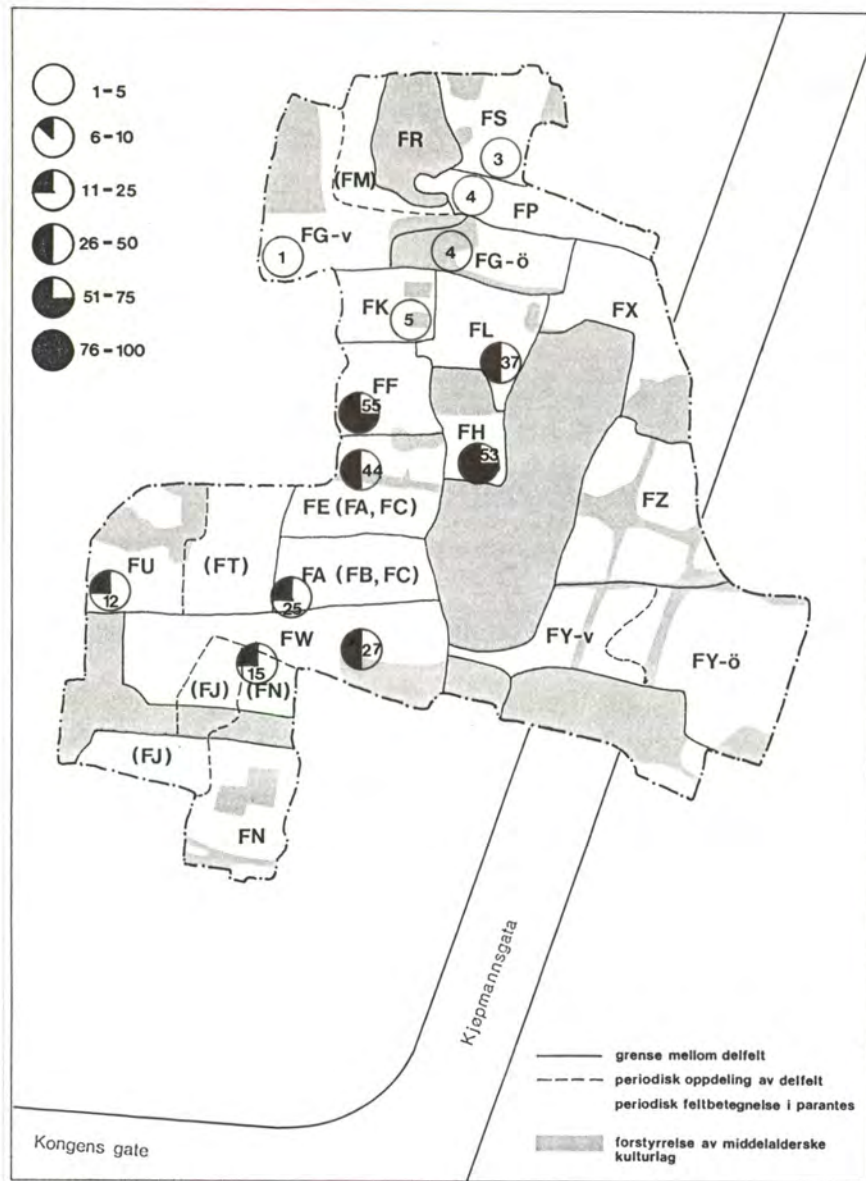 1-5
6-10
11-25
26-50
51-75
76-100
FR
FS
3
(FM)
4
FP
FG-v
1
4
FG-ö
FX
FK
5
FL
37
FF
55
FH
53
44
FE (FA, FC)
FZ
FU
(FT)
FA (FB, FC)
12
25
FW
27
FY-v
FY-ö
15
(FJ)
(FN)
(FJ)
FN
Kjøpmannsgata
Kongens gate
grense mellom delfelt
periodisk oppdeling av delfelt
periodisk feltbetegnelse i parantes
forstyrrelse av middelalderske
kulturlag